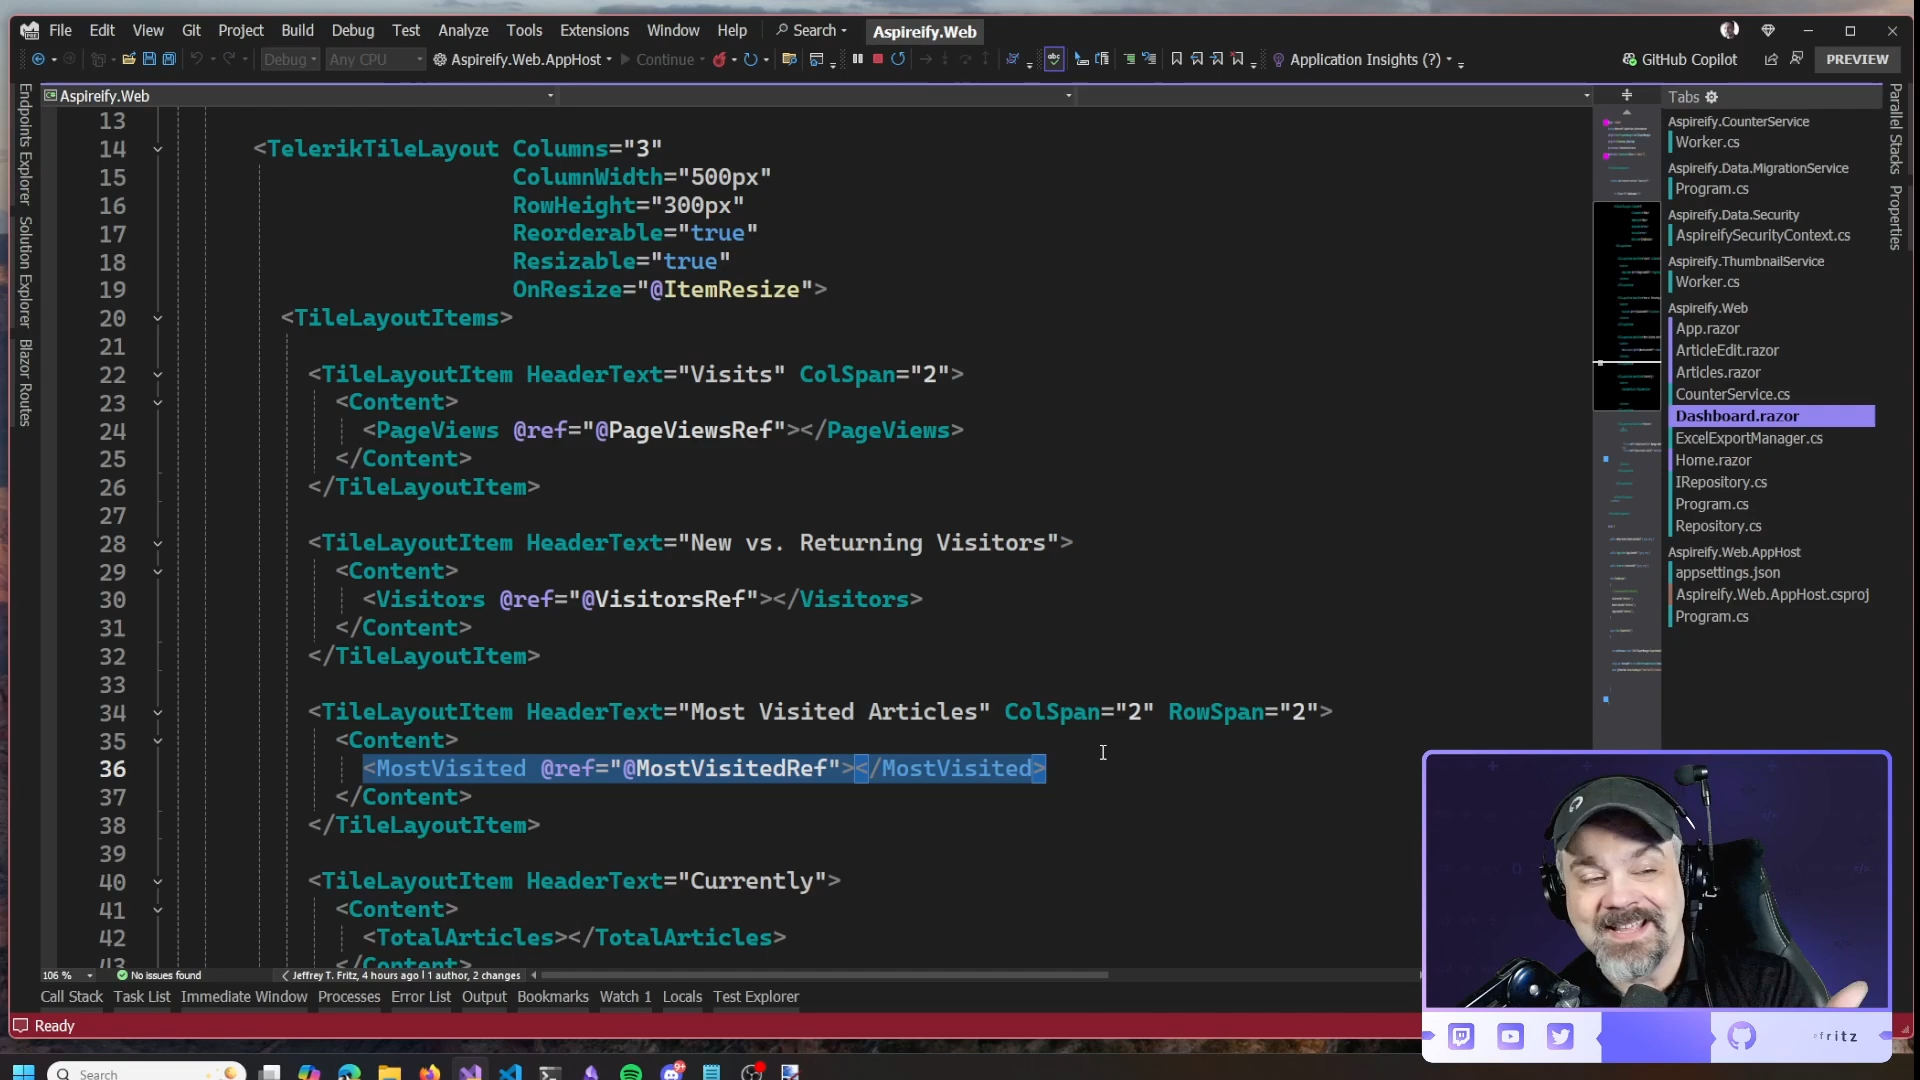 File Edit View Git Project Build Debug Test Analyze Tools Extensions Window Help Search Aspireify.Web
Debug Any CPU Aspireify.Web.AppHost Continue Application Insights (?) GitHub Copilot PREVIEW
Aspireify.Web
Endpoints Explorer
Solution Explorer
Blazor Routes
13
14 <TelerikTileLayout Columns="3"
15 ColumnWidth="500px"
16 RowHeight="300px"
17 Reorderable="true"
18 Resizable="true"
19 OnResize="@ItemResize">
20 <TileLayoutItems>
21
22 <TileLayoutItem HeaderText="Visits" ColSpan="2">
23 <Content>
24 <PageViews @ref="@PageViewsRef"></PageViews>
25 </Content>
26 </TileLayoutItem>
27
28 <TileLayoutItem HeaderText="New vs. Returning Visitors">
29 <Content>
30 <Visitors @ref="@VisitorsRef"></Visitors>
31 </Content>
32 </TileLayoutItem>
33
34 <TileLayoutItem HeaderText="Most Visited Articles" ColSpan="2" RowSpan="2">
35 <Content>
36 <MostVisited @ref="@MostVisitedRef"></MostVisited>
37 </Content>
38 </TileLayoutItem>
39
40 <TileLayoutItem HeaderText="Currently">
41 <Content>
42 <TotalArticles></TotalArticles>
43 </Content>
Tabs
Aspireify.CounterService
Worker.cs
Aspireify.Data.MigrationService
Program.cs
Aspireify.Data.Security
AspireifySecurityContext.cs
Aspireify.ThumbnailService
Worker.cs
Aspireify.Web
App.razor
ArticleEdit.razor
Articles.razor
CounterService.cs
Dashboard.razor
ExcelExportManager.cs
Home.razor
IRepository.cs
Program.cs
Repository.cs
Aspireify.Web.AppHost
appsettings.json
Aspireify.Web.AppHost.csproj
Program.cs
Parallel Stacks
Properties
106 % No issues found Jeffrey T. Fritz, 4 hours ago | 1 author, 2 changes
Call Stack Task List Immediate Window Processes Error List Output Bookmarks Watch 1 Locals Test Explorer
Ready
fritz
Search